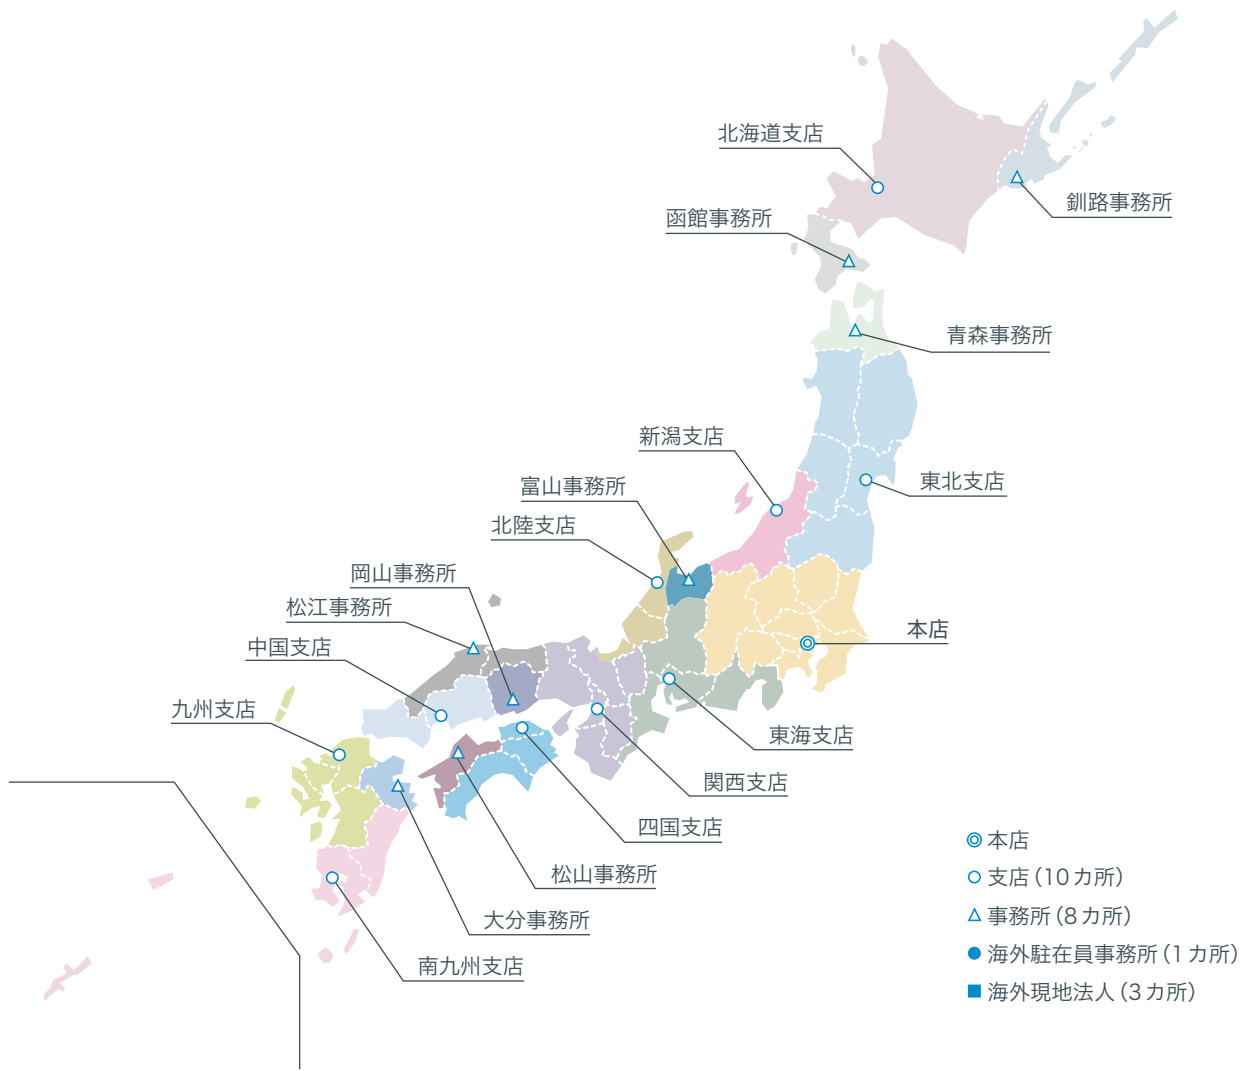 北海道支店
釧路事務所
函館事務所
青森事務所
新潟支店
東北支店
富山事務所
北陸支店
岡山事務所
松江事務所
本店
中国支店
九州支店
東海支店
関西支店
四国支店
松山事務所
大分事務所
南九州支店
本店
支店(10カ所)
事務所(8カ所)
海外駐在員事務所(1カ所)
海外現地法人(3カ所)